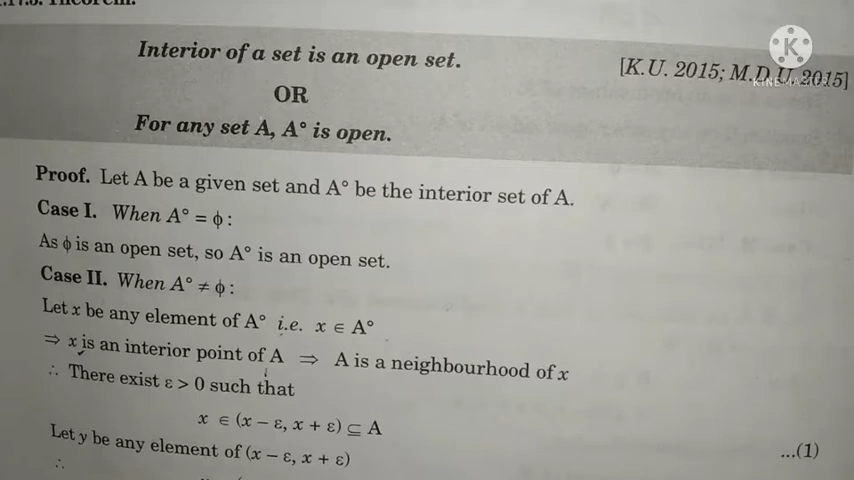 Theorem.
Interior of a set is an open set.
[K.U. 2015; M.D.U. 2015]
OR
For any set A, A° is open.
Proof. Let A be a given set and A° be the interior set of A.
Case I. When A° = ϕ :
As ϕ is an open set, so A° is an open set.
Case II. When A° ≠ ϕ :
Let x be any element of A° i.e. x ∈ A°
⇒ x is an interior point of A ⇒ A is a neighbourhood of x
∴ There exist ε > 0 such that
x ∈ (x – ε, x + ε) ⊆ A
...(1)
Let y be any element of (x – ε, x + ε)
∴